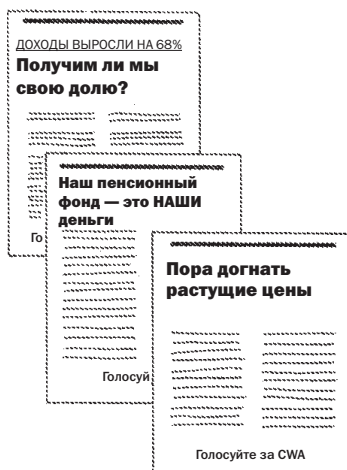 ДОХОДЫ ВЫРОСЛИ НА 68%
Получим ли мы
свою долю?
Го
Наш пенсионный
фонд — это НАШИ
деньги
Голосуй
Пора догнать
растущие цены
Голосуйте за CWA